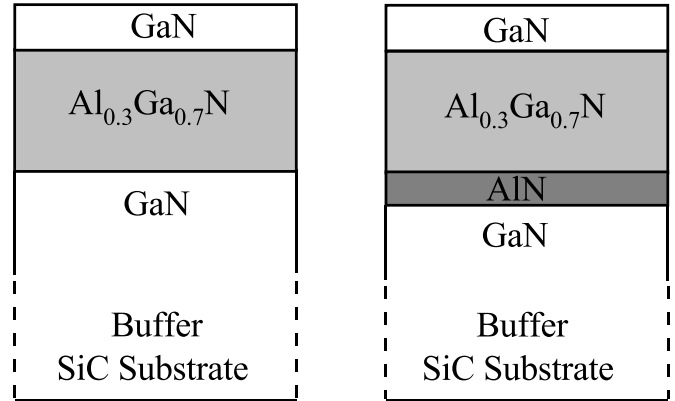 GaN
Al0.3Ga0.7N
GaN
Buffer
SiC Substrate
GaN
Al0.3Ga0.7N
AlN
GaN
Buffer
SiC Substrate